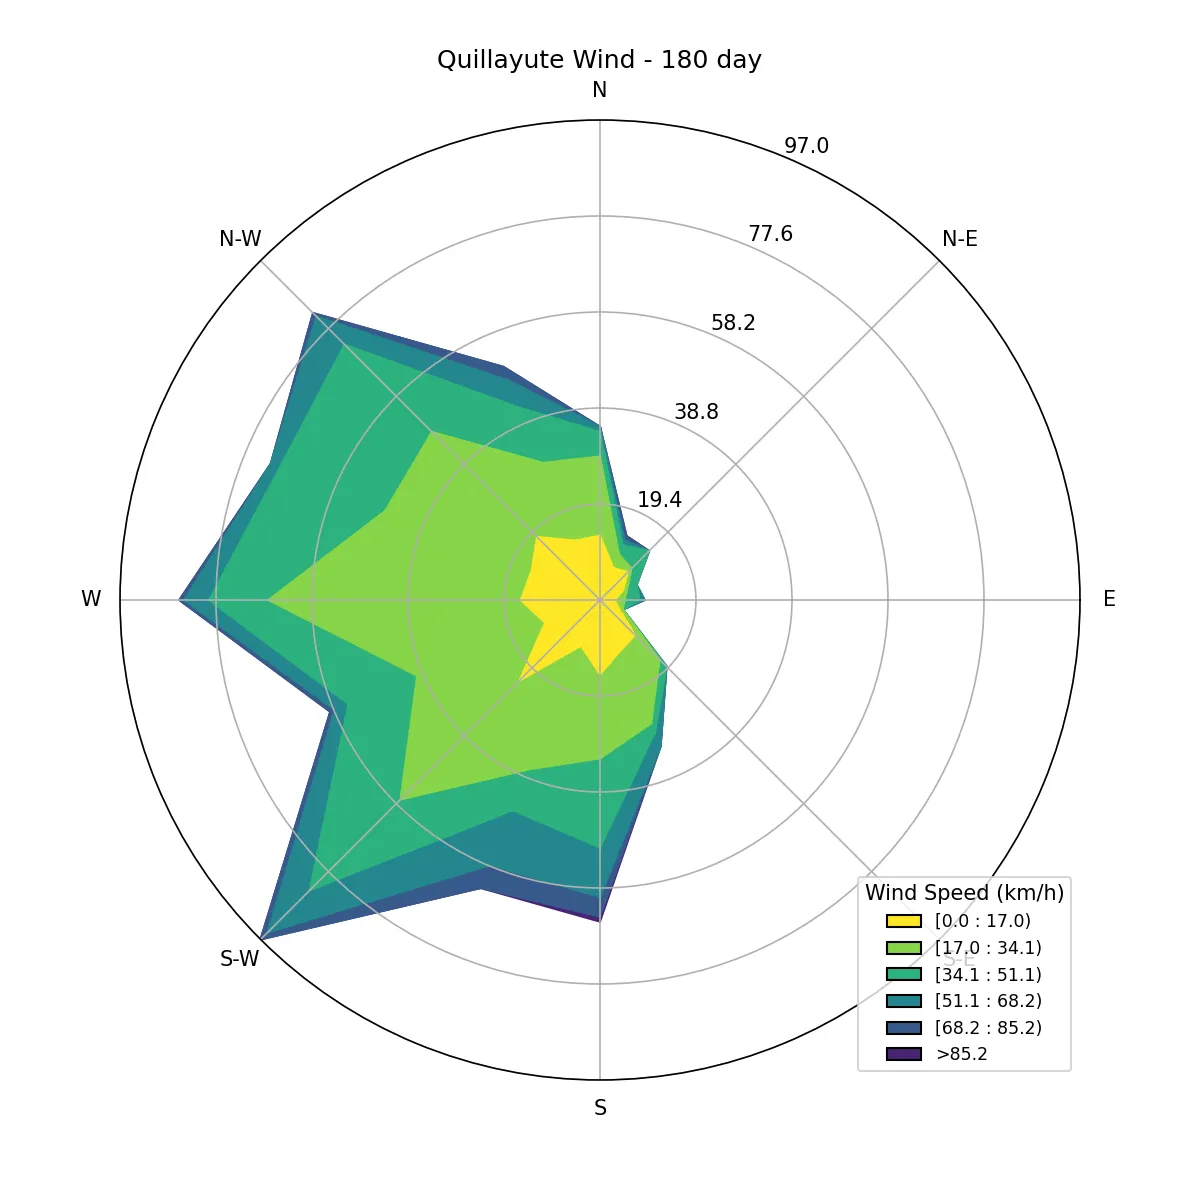 Quillayute Wind - 180 day
N
97.0
77.6
N-W
N-E
58.2
38.8
19.4
W
E
S-W
S-E
S
Wind Speed (km/h)
[0.0 : 17.0)
[17.0 : 34.1)
[34.1 : 51.1)
[51.1 : 68.2)
[68.2 : 85.2)
>85.2